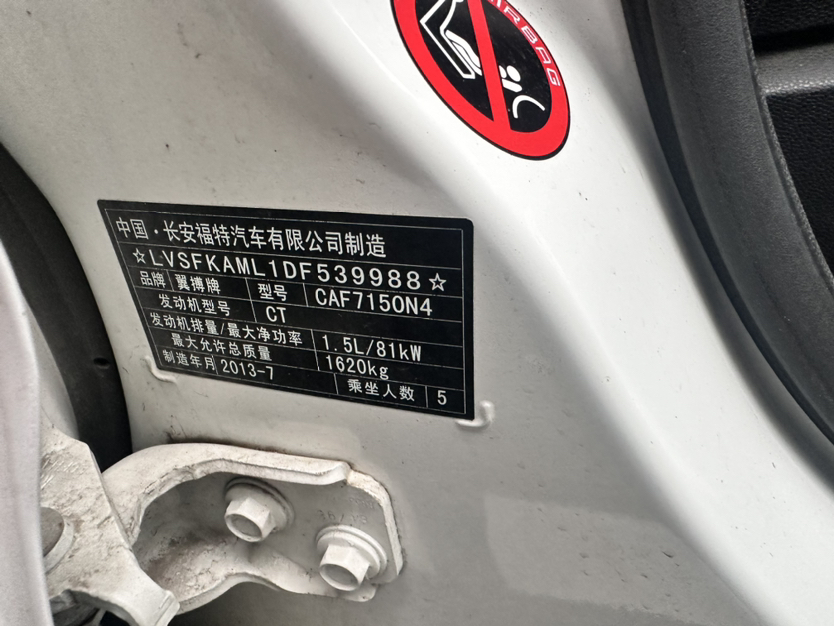 AIRBAG
中国·长安福特汽车有限公司制造
☆LVSFKAML1DF539988☆
品牌 翼搏牌 型号 CAF7150N4
发动机型号 CT
发动机排量/最大净功率 1.5L/81kW
最大允许总质量 1620kg
制造年月 2013-7 乘坐人数 5